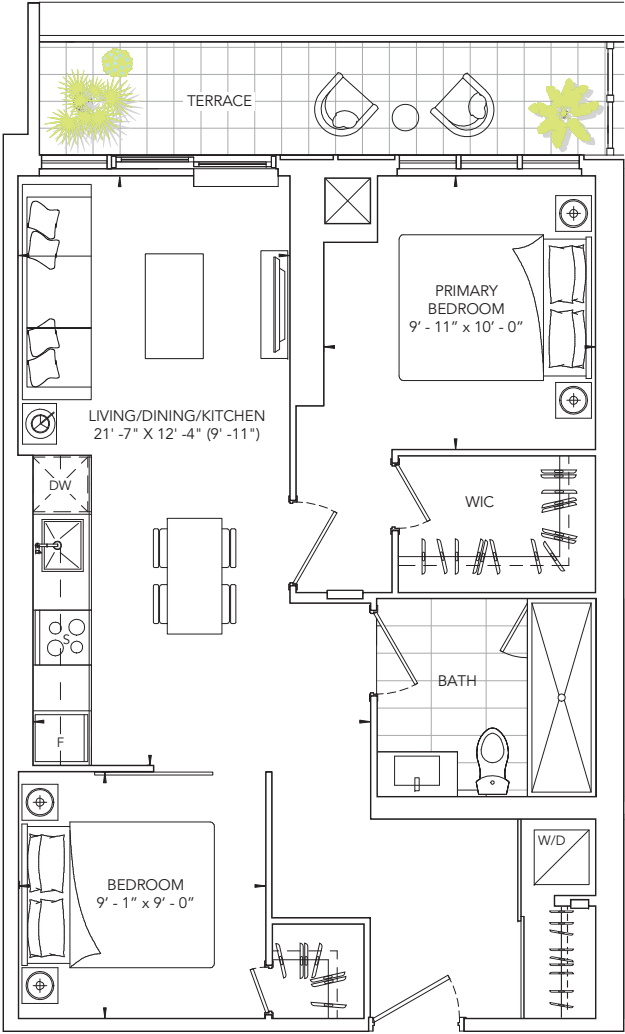 TERRACE
PRIMARY
BEDROOM
9' - 11" x 10' - 0"
LIVING/DINING/KITCHEN
21' -7" X 12' -4" (9' -11")
DW
WIC
S
BATH
F
W/D
BEDROOM
9' - 1" x 9' - 0"